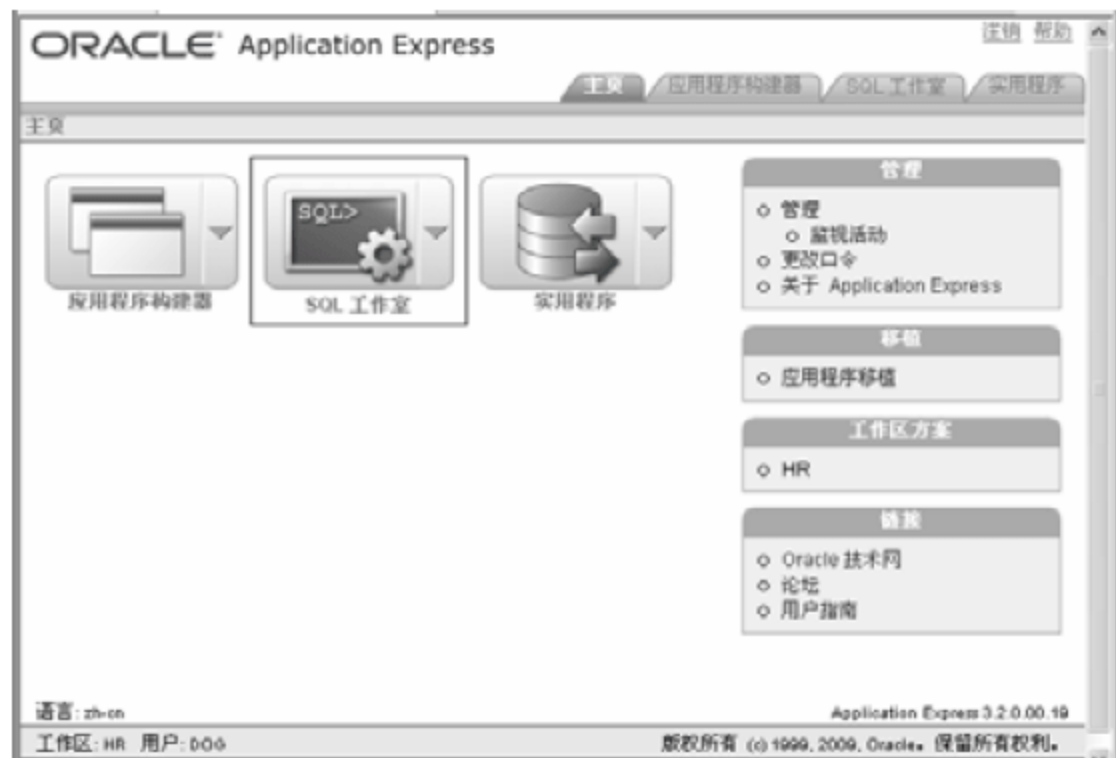 ORACLE Application Express
注销 帮助
主页 应用程序构建器 SQL 工作室 实用程序
主页
SQL>
应用程序构建器 SQL 工作室 实用程序
管理
管理
监视活动
更改口令
关于 Application Express
移植
应用程序移植
工作区方案
HR
链接
Oracle 技术网
论坛
用户指南
语言: zh-cn
Application Express 3.2.0.00.19
工作区: HR 用户: DOG
版权所有 (c) 1999, 2009, Oracle。保留所有权利。